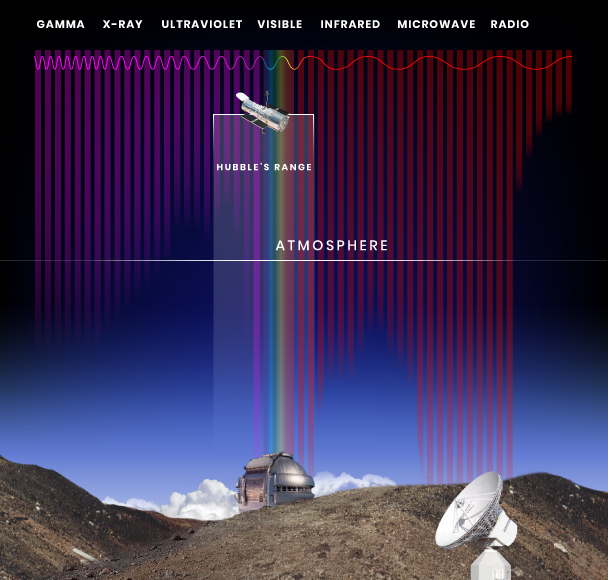 GAMMA X-RAY ULTRAVIOLET VISIBLE INFRARED MICROWAVE RADIO
HUBBLE'S RANGE
ATMOSPHERE